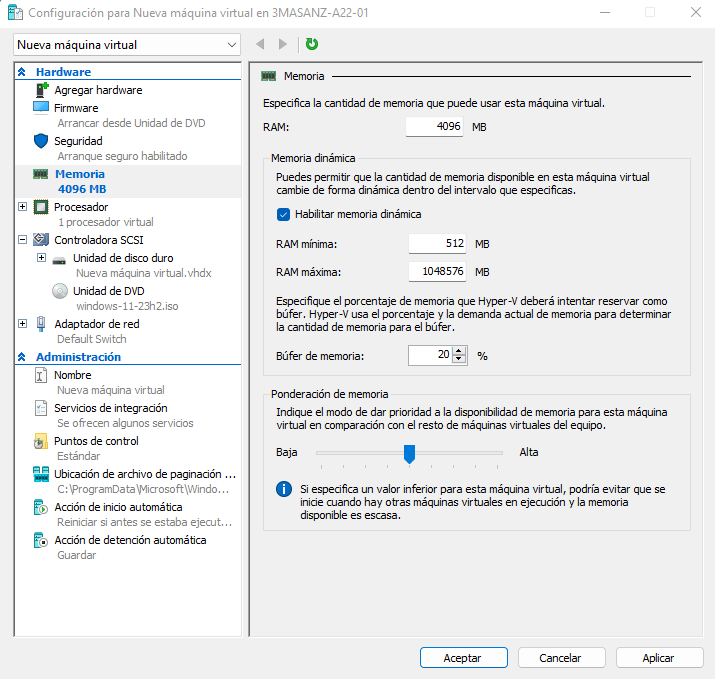 Configuración para Nueva máquina virtual en 3MASANZ-A22-01
Nueva máquina virtual
Hardware
Agregar hardware
Firmware
Arrancar desde Unidad de DVD
Seguridad
Arranque seguro habilitado
Memoria
4096 MB
Procesador
1 procesador virtual
Controladora SCSI
Unidad de disco duro
Nueva máquina virtual.vhdx
Unidad de DVD
windows-11-23h2.iso
Adaptador de red
Default Switch
Administración
Nombre
Nueva máquina virtual
Servicios de integración
Se ofrecen algunos servicios
Puntos de control
Estándar
Ubicación de archivo de paginación ...
C:\ProgramData\Microsoft\Windo...
Acción de inicio automática
Reiniciar si antes se estaba ejecut...
Acción de detención automática
Guardar
Memoria
Especifica la cantidad de memoria que puede usar esta máquina virtual.
RAM: 4096 MB
Memoria dinámica
Puedes permitir que la cantidad de memoria disponible en esta máquina virtual
cambie de forma dinámica dentro del intervalo que especificas.
Habilitar memoria dinámica
RAM mínima: 512 MB
RAM máxima: 1048576 MB
Especifique el porcentaje de memoria que Hyper-V deberá intentar reservar como
búfer. Hyper-V usa el porcentaje y la demanda actual de memoria para determinar
la cantidad de memoria para el búfer.
Búfer de memoria: 20 %
Ponderación de memoria
Indique el modo de dar prioridad a la disponibilidad de memoria para esta máquina
virtual en comparación con el resto de máquinas virtuales del equipo.
Baja Alta
Si especifica un valor inferior para esta máquina virtual, podría evitar que se
inicie cuando hay otras máquinas virtuales en ejecución y la memoria
disponible es escasa.
Aceptar Cancelar Aplicar